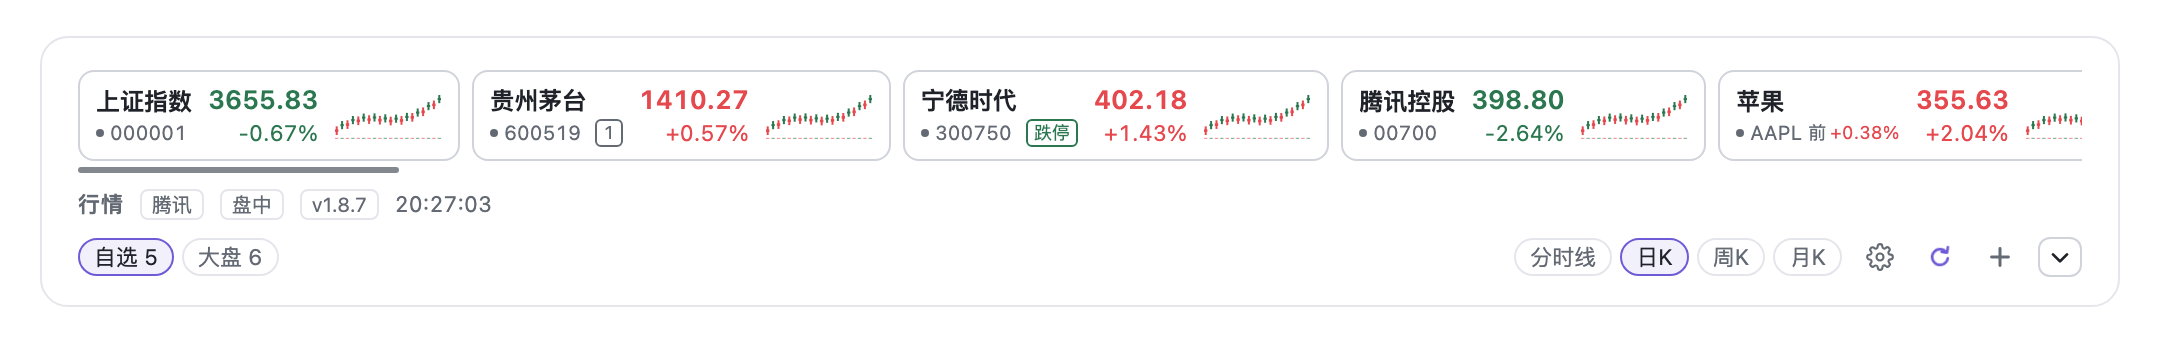 上证指数 3655.83
000001 -0.67%
贵州茅台 1410.27
600519 1 +0.57%
宁德时代 402.18
300750 跌停 +1.43%
腾讯控股 398.80
00700 -2.64%
苹果 355.63
AAPL 前 +0.38% +2.04%
行情 腾讯 盘中 v1.8.7 20:27:03
自选 5 大盘 6 分时线 日K 周K 月K